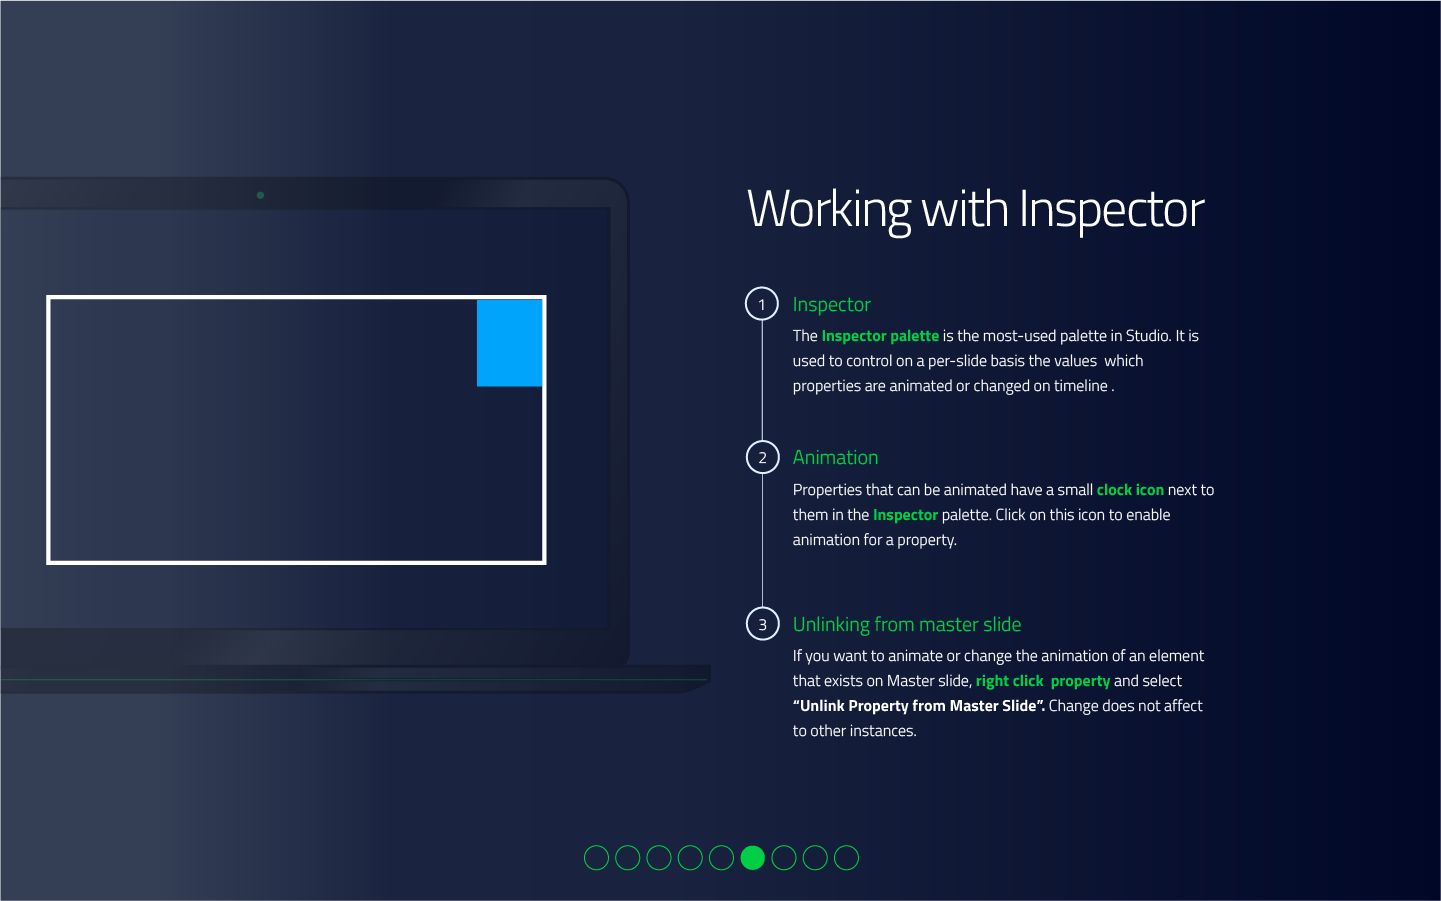 Working with Inspector
1
Inspector
The Inspector palette is the most-used palette in Studio. It is
used to control on a per-slide basis the values  which
properties are animated or changed on timeline .
2
Animation
Properties that can be animated have a small clock icon next to
them in the Inspector palette. Click on this icon to enable
animation for a property.
3
Unlinking from master slide
If you want to animate or change the animation of an element
that exists on Master slide, right click  property and select
“Unlink Property from Master Slide”. Change does not affect
to other instances.